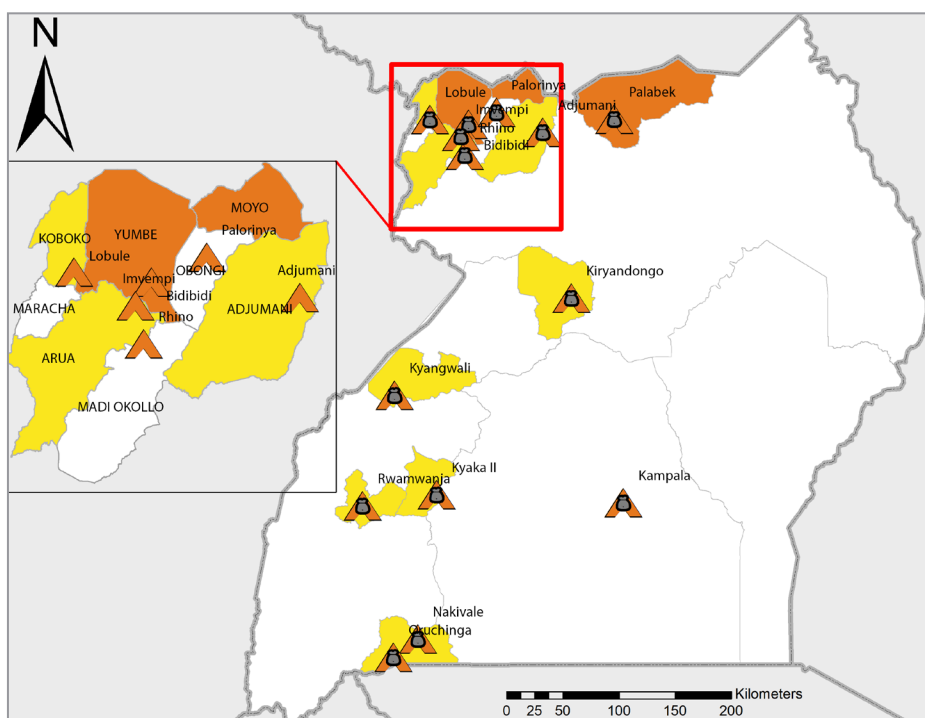 N
Lobule
Palorinya
Imvempi
Adjumani
Palabek
Rhino
Bidibidi
KOBOKO
YUMBE
MOYO
Palorinya
Lobule
Imvempi
OBONGI
Adjumani
Bidibidi
MARACHA
Rhino
ADJUMANI
ARUA
MADI OKOLLO
Kiryandongo
Kyangwali
Kyaka II
Rwamwanja
Kampala
Nakivale
Oruchinga
Kilometers
0 25 50 100 150 200